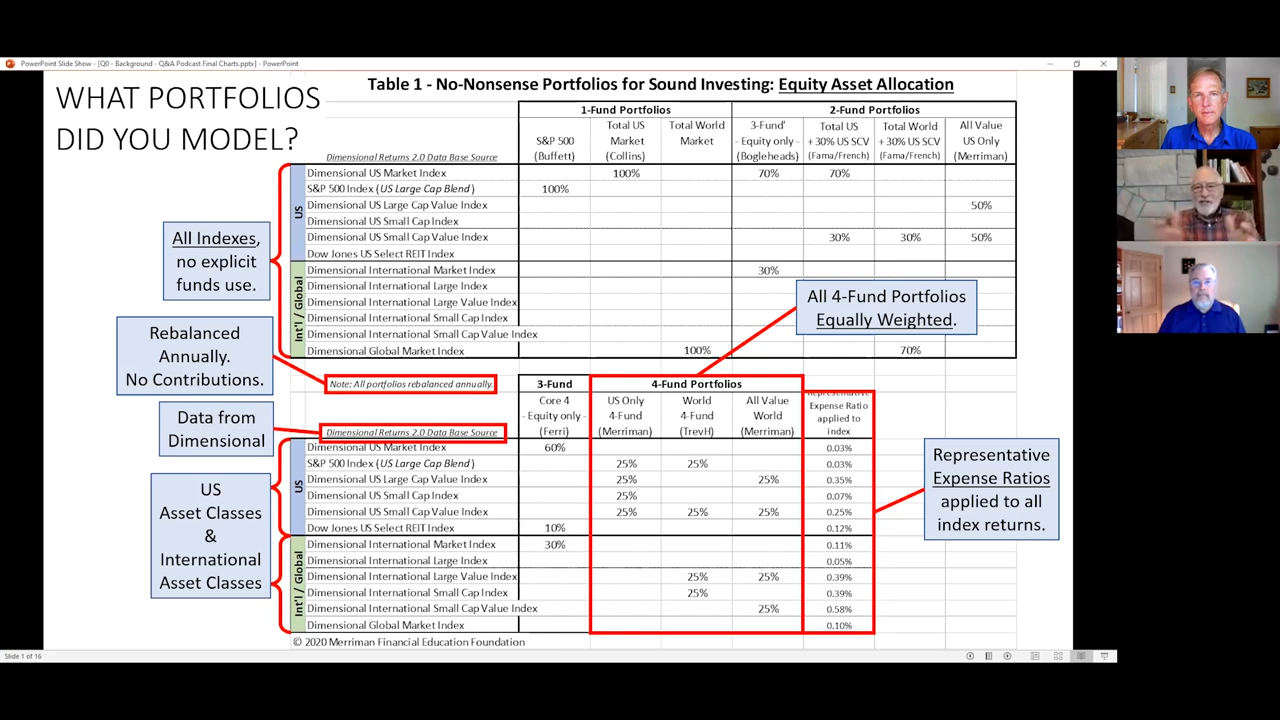 PowerPoint Slide Show - [Q0 - Background - Q&A Podcast Final Charts.pptx] - PowerPoint
WHAT PORTFOLIOS
DID YOU MODEL?
Table 1 - No-Nonsense Portfolios for Sound Investing: Equity Asset Allocation
1-Fund Portfolios 2-Fund Portfolios
S&P 500
(Buffett)
Total US
Market
(Collins)
Total World
Market
3-Fund'
- Equity only -
(Bogleheads)
Total US
+ 30% US SCV
(Fama/French)
Total World
+ 30% US SCV
(Fama/French)
All Value
US Only
(Merriman)
Dimensional Returns 2.0 Data Base Source
US
Dimensional US Market Index 100% 70% 70%
S&P 500 Index (US Large Cap Blend) 100%
Dimensional US Large Cap Value Index 50%
Dimensional US Small Cap Index
Dimensional US Small Cap Value Index 30% 30% 50%
Dow Jones US Select REIT Index
Int'l / Global
Dimensional International Market Index 30%
Dimensional International Large Index
Dimensional International Large Value Index
Dimensional International Small Cap Index
Dimensional International Small Cap Value Index
Dimensional Global Market Index 100% 70%
All Indexes,
no explicit
funds use.
Rebalanced
Annually.
No Contributions.
Data from
Dimensional
US
Asset Classes
&
International
Asset Classes
All 4-Fund Portfolios
Equally Weighted.
Representative
Expense Ratios
applied to all
index returns.
Note: All portfolios rebalanced annually.
3-Fund 4-Fund Portfolios
Core 4
- Equity only -
(Ferri)
US Only
4-Fund
(Merriman)
World
4-Fund
(TrevH)
All Value
World
(Merriman)
Representative
Expense Ratio
applied to
index
Dimensional Returns 2.0 Data Base Source
US
Dimensional US Market Index 60% 0.03%
S&P 500 Index (US Large Cap Blend) 25% 25% 0.03%
Dimensional US Large Cap Value Index 25% 25% 0.35%
Dimensional US Small Cap Index 25% 0.07%
Dimensional US Small Cap Value Index 25% 25% 25% 0.25%
Dow Jones US Select REIT Index 10% 0.12%
Int'l / Global
Dimensional International Market Index 30% 0.11%
Dimensional International Large Index 0.05%
Dimensional International Large Value Index 25% 25% 0.39%
Dimensional International Small Cap Index 25% 0.39%
Dimensional International Small Cap Value Index 25% 0.58%
Dimensional Global Market Index 0.10%
© 2020 Merriman Financial Education Foundation
Slide 1 of 16